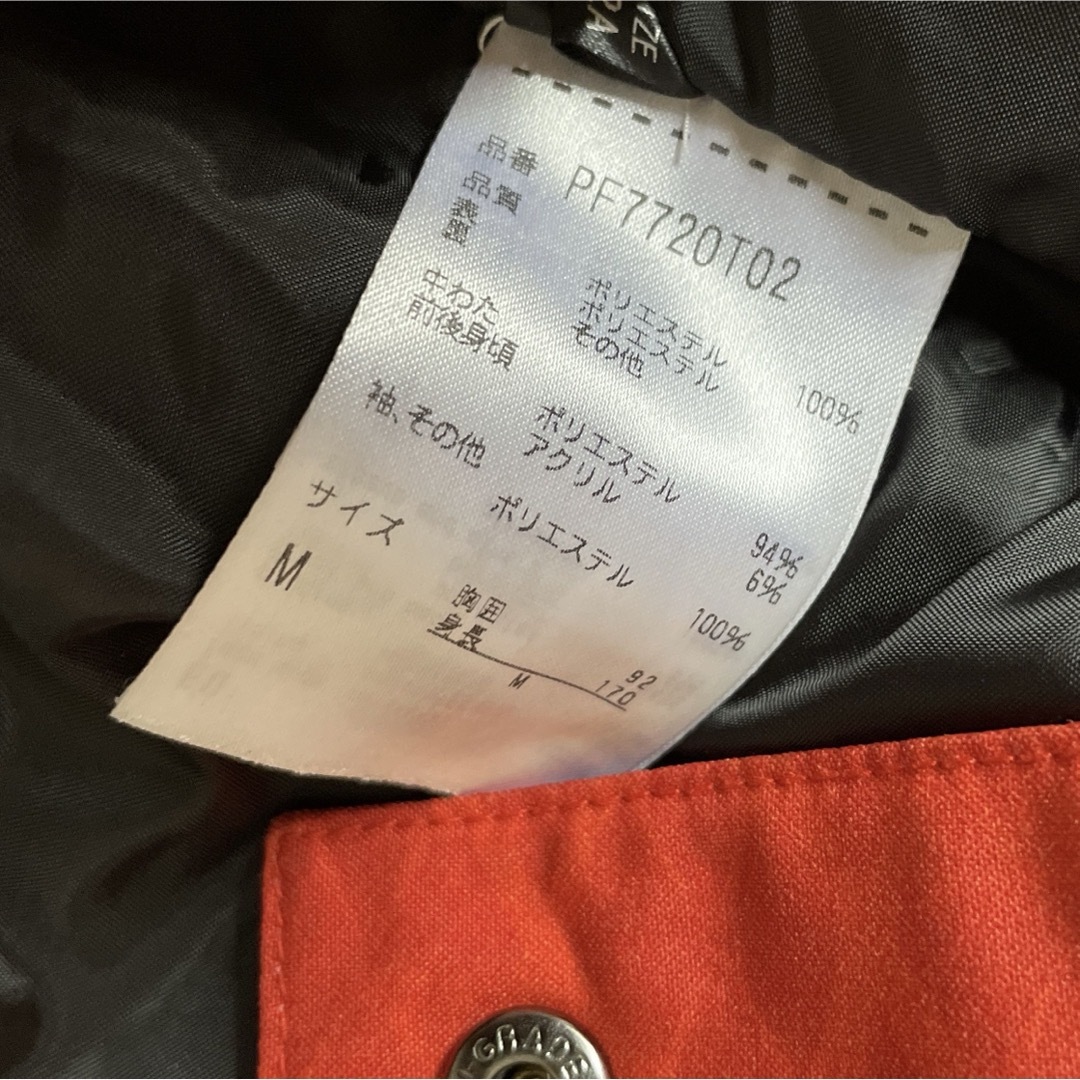 ZE
PA
品番 PF7720T02
品質
表 ポリエステル
裏 ポリエステル 100%
その他
中わた
前後身頃 ポリエステル 94%
アクリル 6%
袖、その他 ポリエステル 100%
サイズ
M
胸囲 92
身長 170
M
GRADE